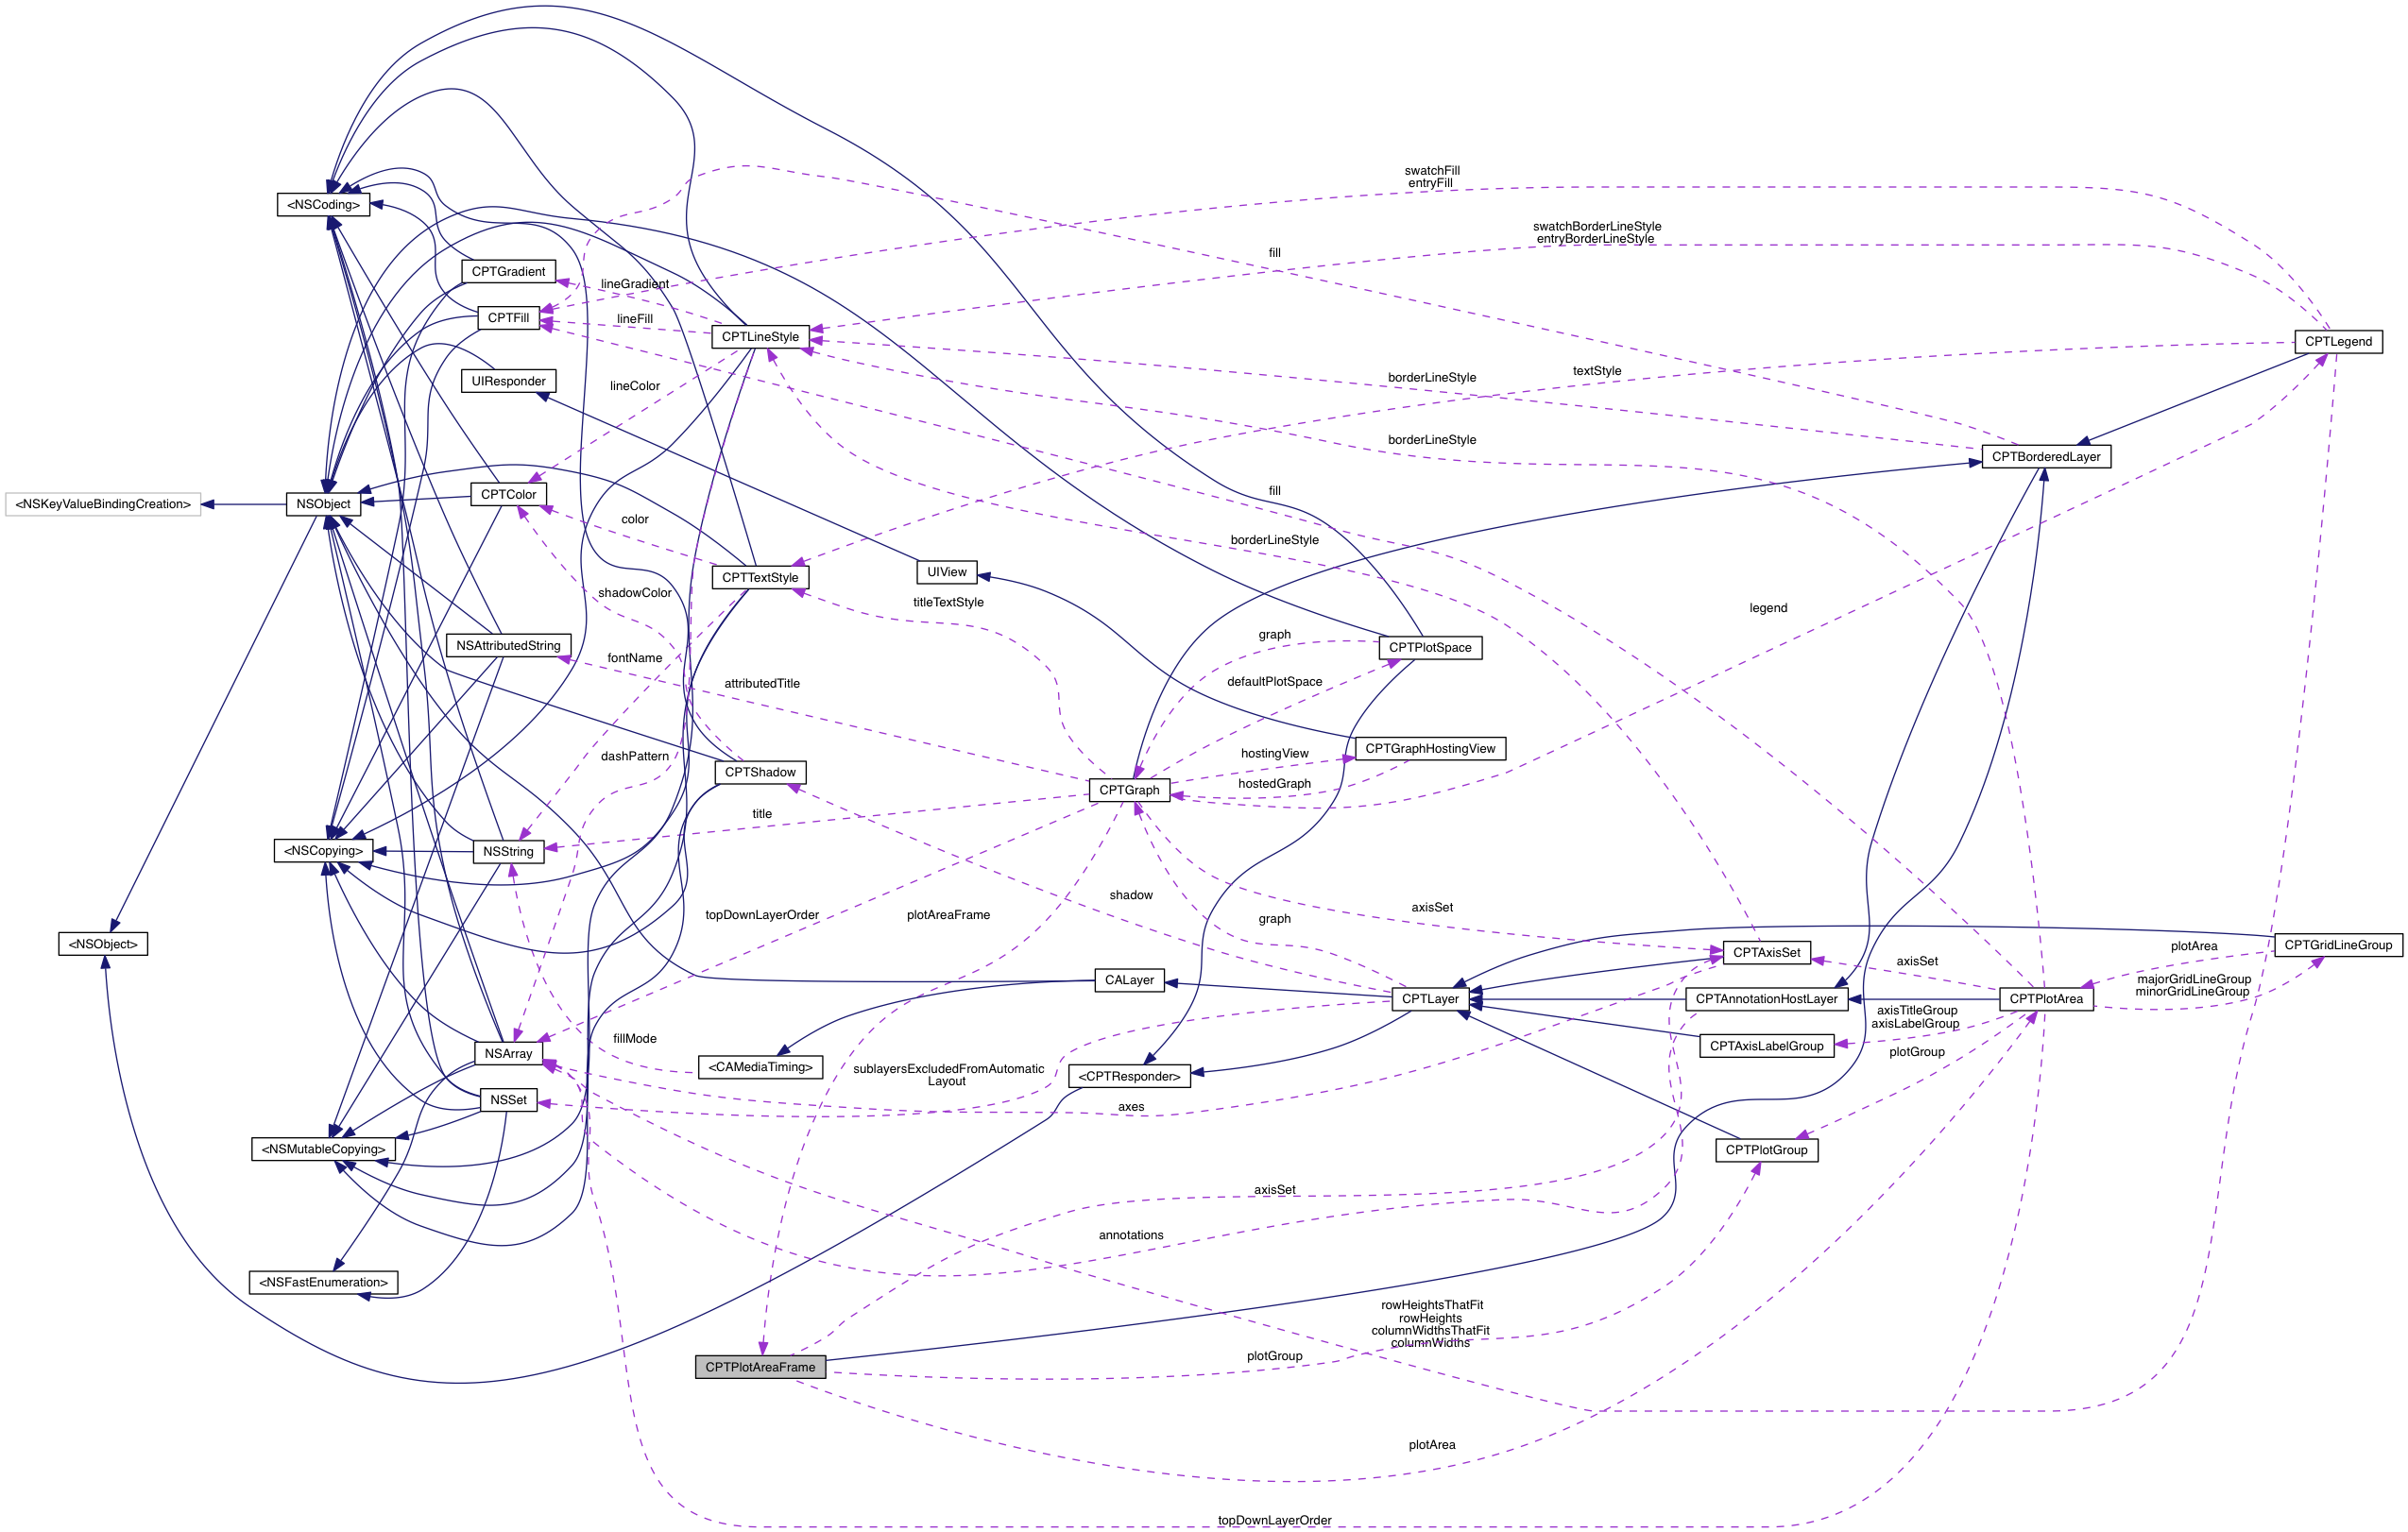 swatchFill
entryFill
<NSCoding>
swatchBorderLineStyle
entryBorderLineStyle
fill
CPTGradient
lineGradient
CPTFill
lineFill
CPTLineStyle
CPTLegend
UIResponder
lineColor
borderLineStyle
textStyle
borderLineStyle
CPTBorderedLayer
<NSKeyValueBindingCreation>
NSObject
CPTColor
fill
color
borderLineStyle
CPTTextStyle
UIView
shadowColor
titleTextStyle
legend
NSAttributedString
graph
CPTPlotSpace
fontName
attributedTitle
defaultPlotSpace
dashPattern
CPTShadow
hostingView
CPTGraphHostingView
hostedGraph
CPTGraph
title
<NSCopying>
NSString
shadow
topDownLayerOrder
plotAreaFrame
graph
axisSet
<NSObject>
CPTAxisSet
plotArea
CPTGridLineGroup
axisSet
CALayer
CPTLayer
CPTAnnotationHostLayer
CPTPlotArea
majorGridLineGroup
minorGridLineGroup
axisTitleGroup
axisLabelGroup
fillMode
CPTAxisLabelGroup
NSArray
<CAMediaTiming>
sublayersExcludedFromAutomatic
Layout
<CPTResponder>
plotGroup
NSSet
axes
<NSMutableCopying>
CPTPlotGroup
axisSet
annotations
<NSFastEnumeration>
rowHeightsThatFit
rowHeights
columnWidthsThatFit
columnWidths
CPTPlotAreaFrame
plotGroup
plotArea
topDownLayerOrder